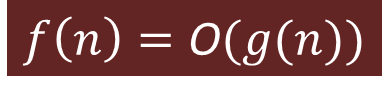 f(n) = O(g(n))